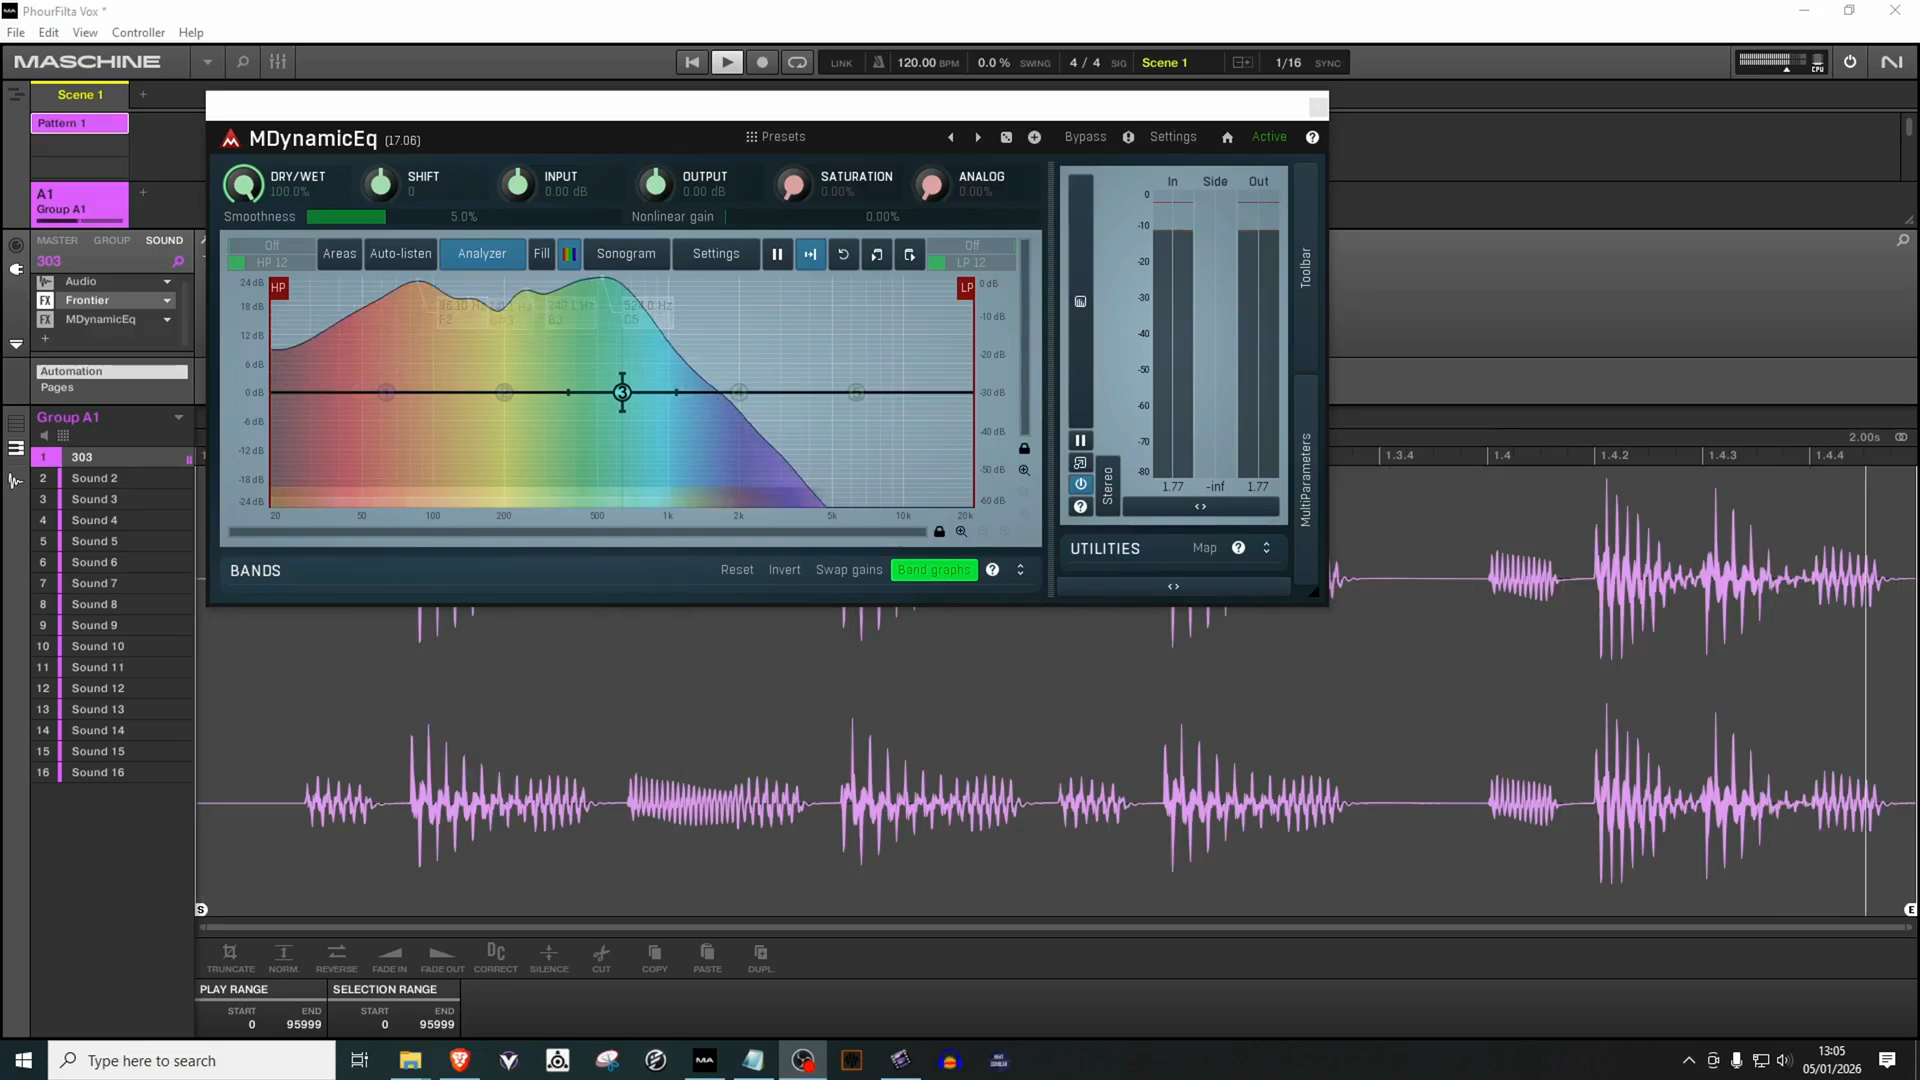 PhourFilta Vox *
File Edit View Controller Help
MASCHINE
LINK 120.00 BPM 0.0 % SWING 4 / 4 SIG Scene 1 1/16 SYNC
CPU
Scene 1
Pattern 1
A1
Group A1
MASTER GROUP SOUND
303
Audio
FX Frontier
FX MDynamicEq
Automation
Pages
Group A1
1 303
2 Sound 2
3 Sound 3
4 Sound 4
5 Sound 5
6 Sound 6
7 Sound 7
8 Sound 8
9 Sound 9
10 Sound 10
11 Sound 11
12 Sound 12
13 Sound 13
14 Sound 14
15 Sound 15
16 Sound 16
MDynamicEq (17.06)
Presets
Bypass Settings Active
DRY/WET
100.0%
SHIFT
0
INPUT
0.00 dB
OUTPUT
0.00 dB
SATURATION
0.00%
ANALOG
0.00%
Smoothness 5.0%
Nonlinear gain 0.00%
Off
HP 12
Areas Auto-listen Analyzer Fill Sonogram Settings
Off
LP 12
HP
LP
24 dB
18 dB
12 dB
6 dB
0 dB
-6 dB
-12 dB
-18 dB
-24 dB
F2
B3
C5
1 2 3 4 5
0 dB
-10 dB
-20 dB
-30 dB
-40 dB
-50 dB
-60 dB
20 50 100 200 500 1k 2k 5k 10k 20k
BANDS
Reset Invert Swap gains Band graphs
In Side Out
0
-10
-20
-30
-40
-50
-60
-70
-80
1.77 -inf 1.77
Stereo
Toolbar
MultiParameters
UTILITIES
Map
2.00s
1.3.4 1.4 1.4.2 1.4.3 1.4.4
S
E
TRUNCATE NORM. REVERSE FADE IN FADE OUT DC CORRECT SILENCE CUT COPY PASTE DUPL.
PLAY RANGE
START END
0 95999
SELECTION RANGE
START END
0 95999
Type here to search
MA
13:05
05/01/2026